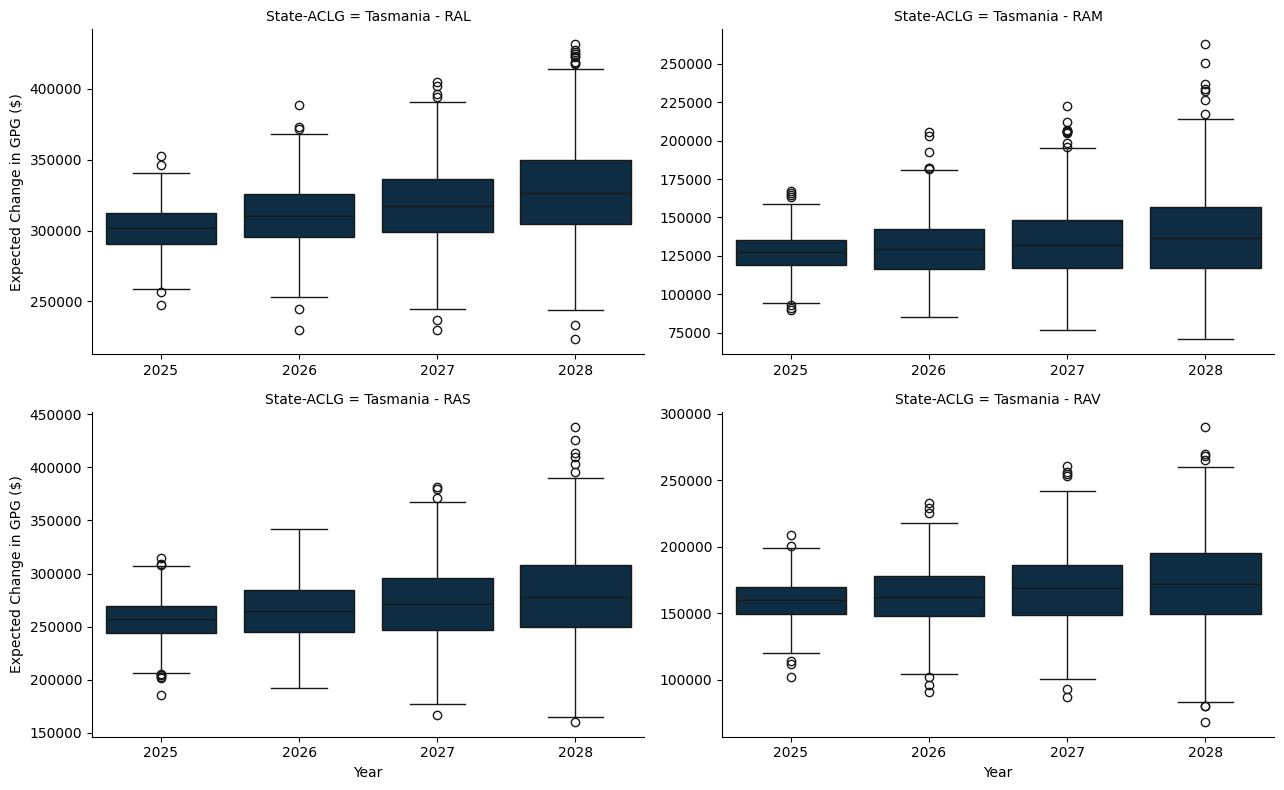 State-ACLG = Tasmania - RAL
Expected Change in GPG ($)
400000
350000
300000
250000
2025 2026 2027 2028
State-ACLG = Tasmania - RAM
250000
225000
200000
175000
150000
125000
100000
75000
2025 2026 2027 2028
State-ACLG = Tasmania - RAS
Expected Change in GPG ($)
450000
400000
350000
300000
250000
200000
150000
2025 2026 2027 2028
Year
State-ACLG = Tasmania - RAV
300000
250000
200000
150000
100000
2025 2026 2027 2028
Year